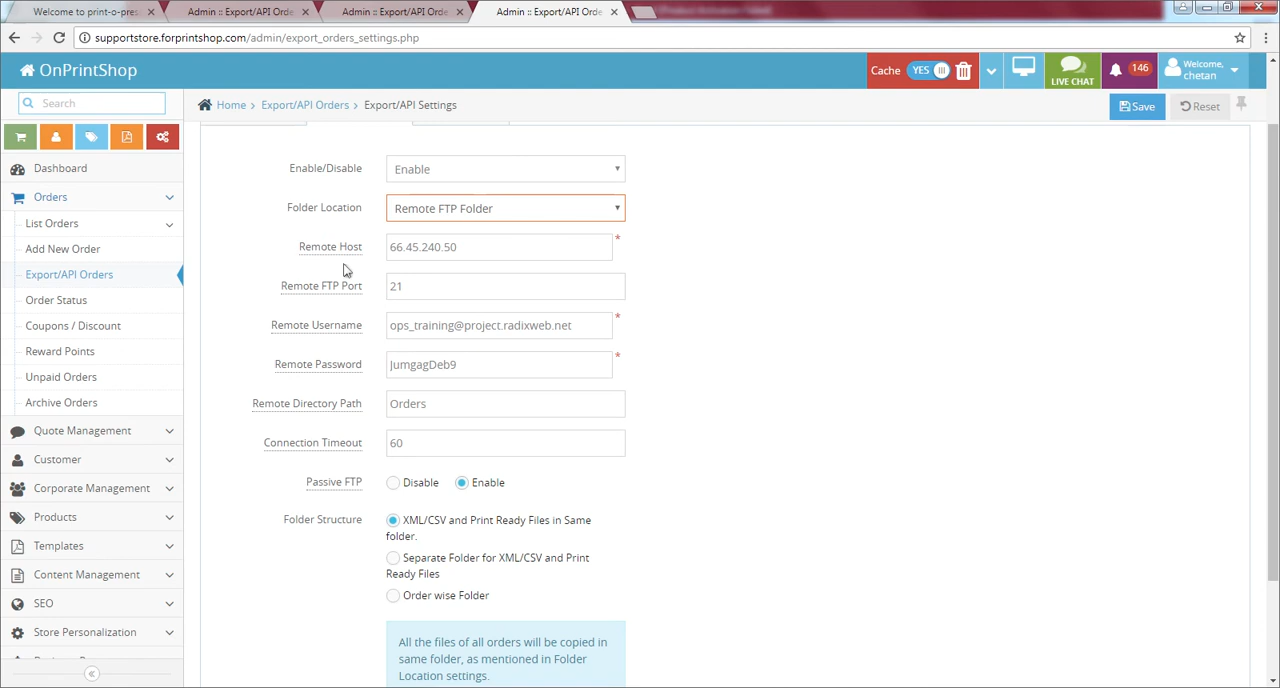 Welcome to print-o-pres
Admin :: Export/API Orde
Admin :: Export/API Orde
Admin :: Export/API Orde
(Product Activation Failed)
supportstore.forprintshop.com/admin/export_orders_settings.php
OnPrintShop
Cache YES
LIVE CHAT
146
Welcome,
chetan
Search
Home > Export/API Orders > Export/API Settings
Save
Reset
Dashboard
Orders
List Orders
Add New Order
Export/API Orders
Order Status
Coupons / Discount
Reward Points
Unpaid Orders
Archive Orders
Quote Management
Customer
Corporate Management
Products
Templates
Content Management
SEO
Store Personalization
Enable/Disable Enable
Folder Location Remote FTP Folder
Remote Host 66.45.240.50 *
Remote FTP Port 21
Remote Username ops_training@project.radixweb.net *
Remote Password JumgagDeb9 *
Remote Directory Path Orders
Connection Timeout 60
Passive FTP Disable Enable
Folder Structure XML/CSV and Print Ready Files in Same
folder.
Separate Folder for XML/CSV and Print
Ready Files
Order wise Folder
All the files of all orders will be copied in
same folder, as mentioned in Folder
Location settings.